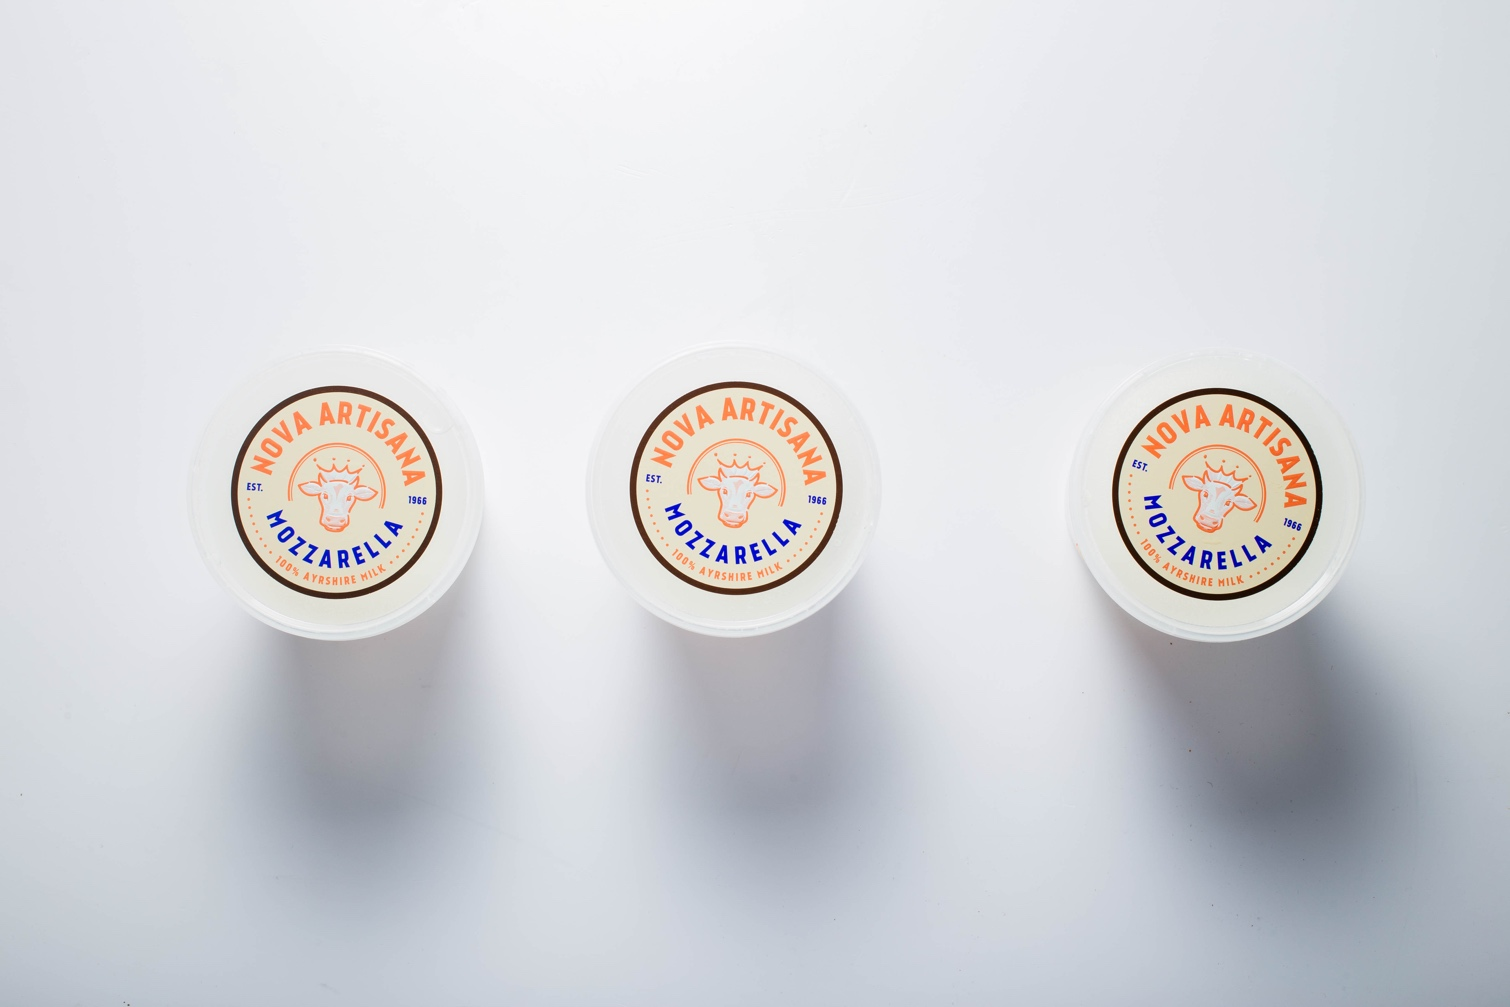 NOVA ARTISANA
EST. 1966
MOZZARELLA
100% AYRSHIRE MILK
NOVA ARTISANA
EST. 1966
MOZZARELLA
100% AYRSHIRE MILK
NOVA ARTISANA
EST. 1966
MOZZARELLA
100% AYRSHIRE MILK